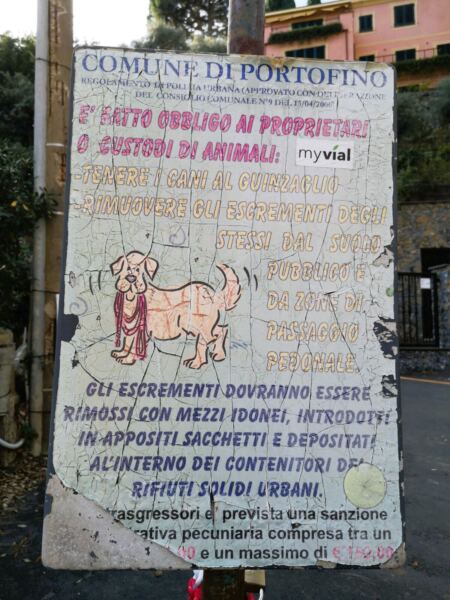 COMUNE DI PORTOFINO
REGOLAMENTO DI POLIZIA URBANA (APPROVATO CON DELIBERAZIONE
DEL CONSIGLIO COMUNALE N°9 DEL 15/04/2000
E' FATTO OBBLIGO AI PROPRIETARI
O CUSTODI DI ANIMALI:
myvial
-TENERE I CANI AL GUINZAGLIO
-RIMUOVERE GLI ESCREMENTI DEGLI
STESSI DAL SUOLO
PUBBLICO E
DA ZONE DI
PASSAGGIO
PEDONALE.
GLI ESCREMENTI DOVRANNO ESSERE
RIMOSSI CON MEZZI IDONEI, INTRODOTTI
IN APPOSITI SACCHETTI E DEPOSITATI
ALL'INTERNO DEI CONTENITORI DEI
RIFIUTI SOLIDI URBANI.
trasgressori e' prevista una sanzione
rativa pecuniaria compresa tra un
00 e un massimo di €